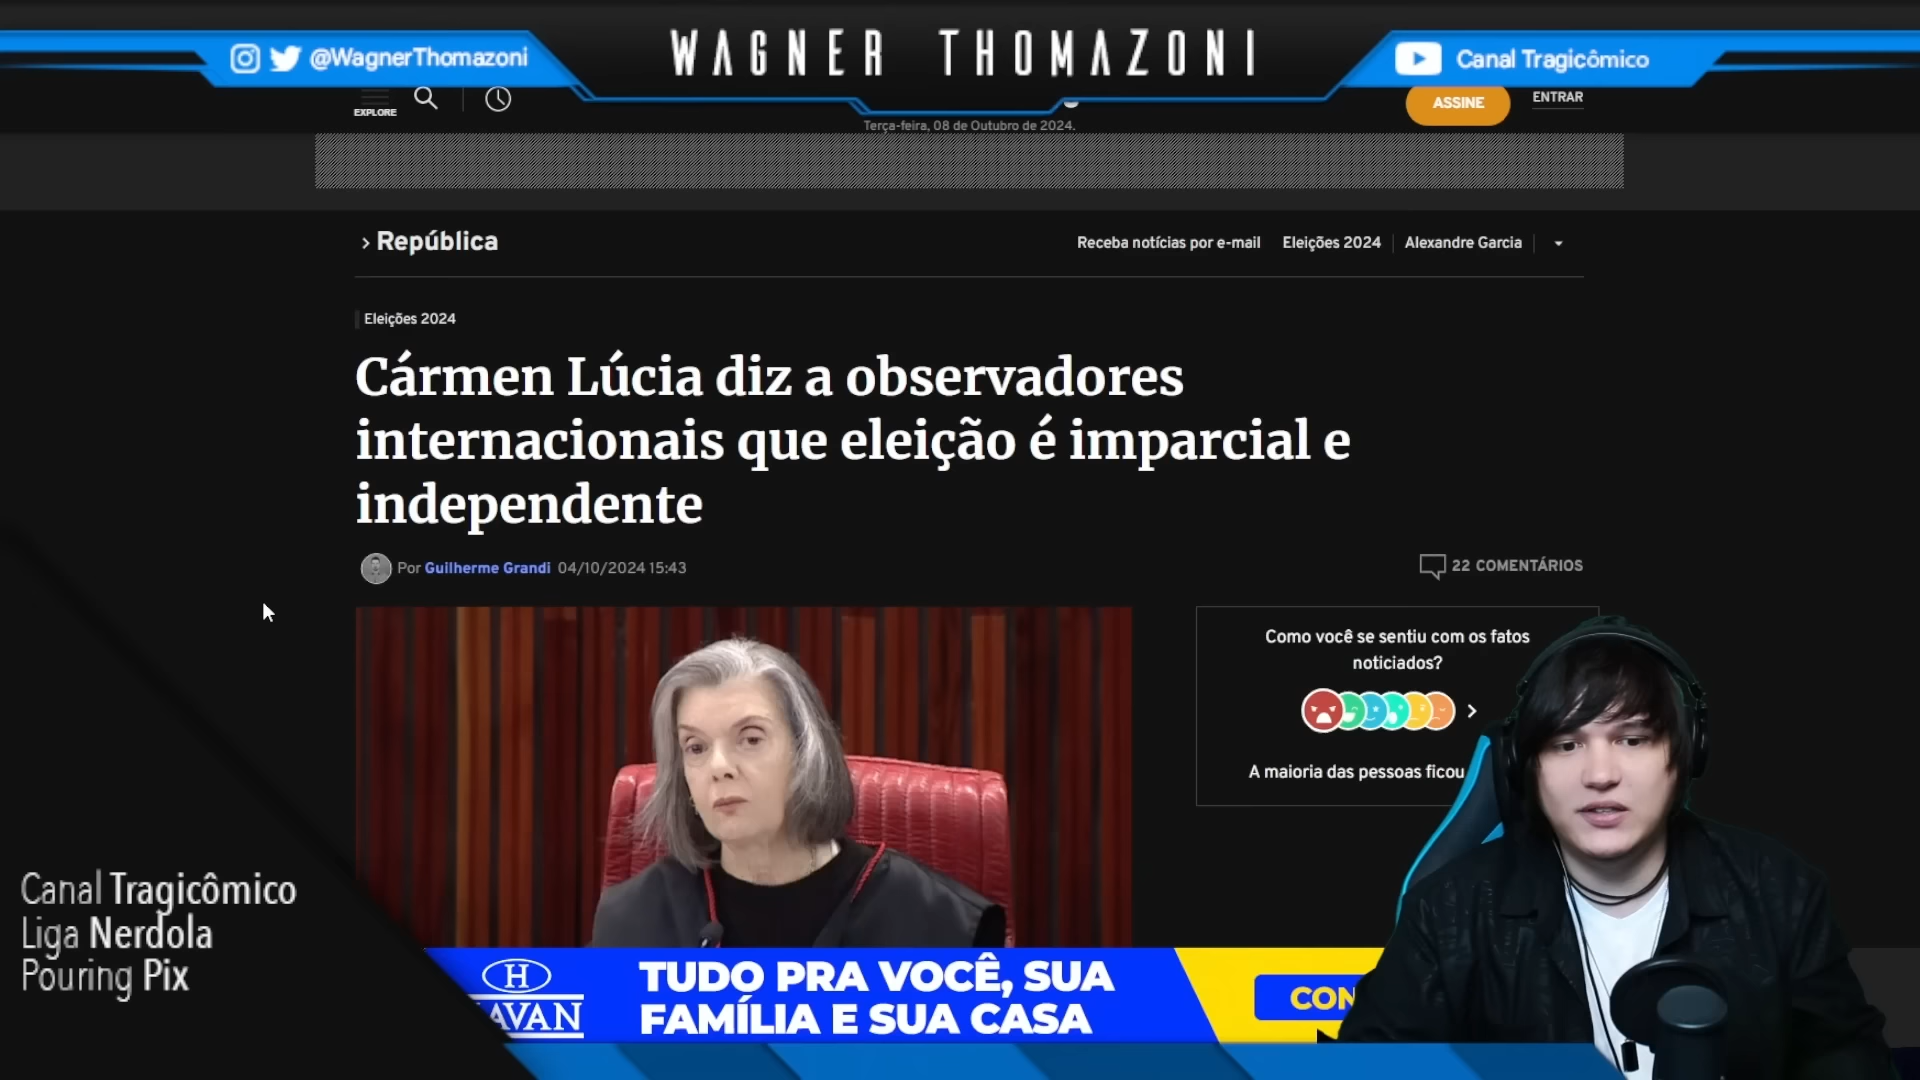 @WagnerThomazoni
WAGNER THOMAZONI
Canal Tragicômico
EXPLORE
Terça-feira, 08 de Outubro de 2024.
ASSINE
ENTRAR
República
Receba notícias por e-mail
Eleições 2024
Alexandre Garcia
Eleições 2024
Cármen Lúcia diz a observadores
internacionais que eleição é imparcial e
independente
Por Guilherme Grandi 04/10/2024 15:43
22 COMENTÁRIOS
Como você se sentiu com os fatos
noticiados?
A maioria das pessoas ficou
Canal Tragicômico
Liga Nerdola
Pouring Pix
H
AVAN
TUDO PRA VOCÊ, SUA
FAMÍLIA E SUA CASA
CON